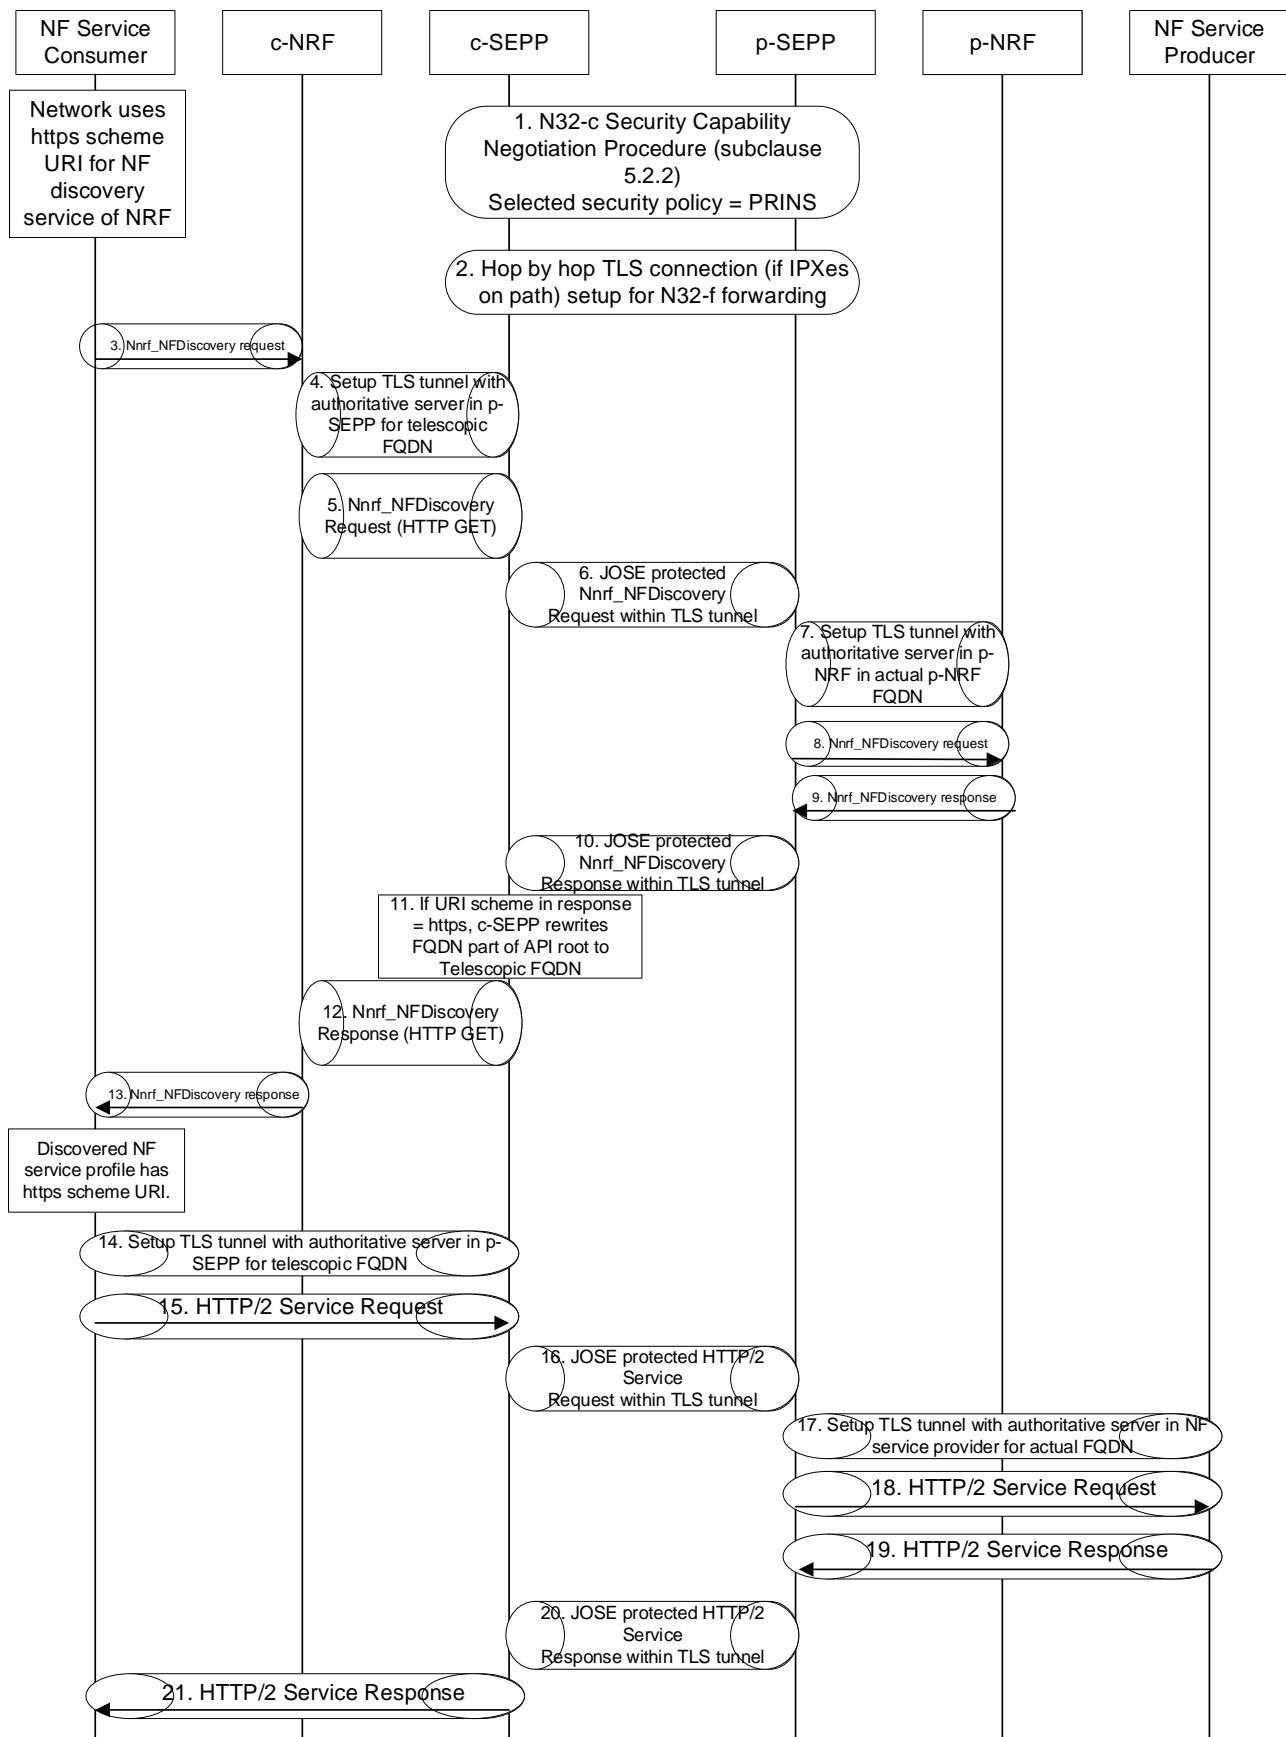 NF Service
Consumer
c-NRF
c-SEPP
p-SEPP
p-NRF
NF Service
Producer
Network uses
https scheme
URI for NF
discovery
service of NRF
1. N32-c Security Capability
Negotiation Procedure (subclause
5.2.2)
Selected security policy = PRINS
2. Hop by hop TLS connection (if IPXes
on path) setup for N32-f forwarding
3. Nnrf_NFDiscovery request
4. Setup TLS tunnel with
authoritative server in p-
SEPP for telescopic
FQDN
5. Nnrf_NFDiscovery
Request (HTTP GET)
6. JOSE protected
Nnrf_NFDiscovery
Request within TLS tunnel
7. Setup TLS tunnel with
authoritative server in p-
NRF in actual p-NRF
FQDN
8. Nnrf_NFDiscovery request
9. Nnrf_NFDiscovery response
10. JOSE protected
Nnrf_NFDiscovery
Response within TLS tunnel
11. If URI scheme in response
= https, c-SEPP rewrites
FQDN part of API root to
Telescopic FQDN
12. Nnrf_NFDiscovery
Response (HTTP GET)
13. Nnrf_NFDiscovery response
Discovered NF
service profile has
https scheme URI.
14. Setup TLS tunnel with authoritative server in p-
SEPP for telescopic FQDN
15. HTTP/2 Service Request
16. JOSE protected HTTP/2
Service
Request within TLS tunnel
17. Setup TLS tunnel with authoritative server in NF
service provider for actual FQDN
18. HTTP/2 Service Request
19. HTTP/2 Service Response
20. JOSE protected HTTP/2
Service
Response within TLS tunnel
21. HTTP/2 Service Response